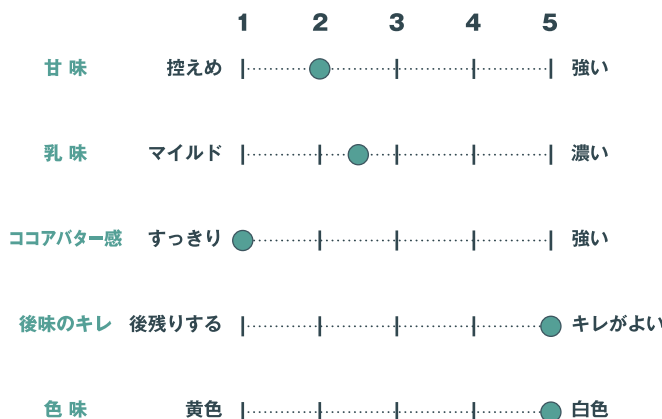 1 2 3 4 5
甘味 控えめ 強い
乳味 マイルド 濃い
ココアバター感 すっきり 強い
後味のキレ 後残りする キレがよい
色味 黄色 白色